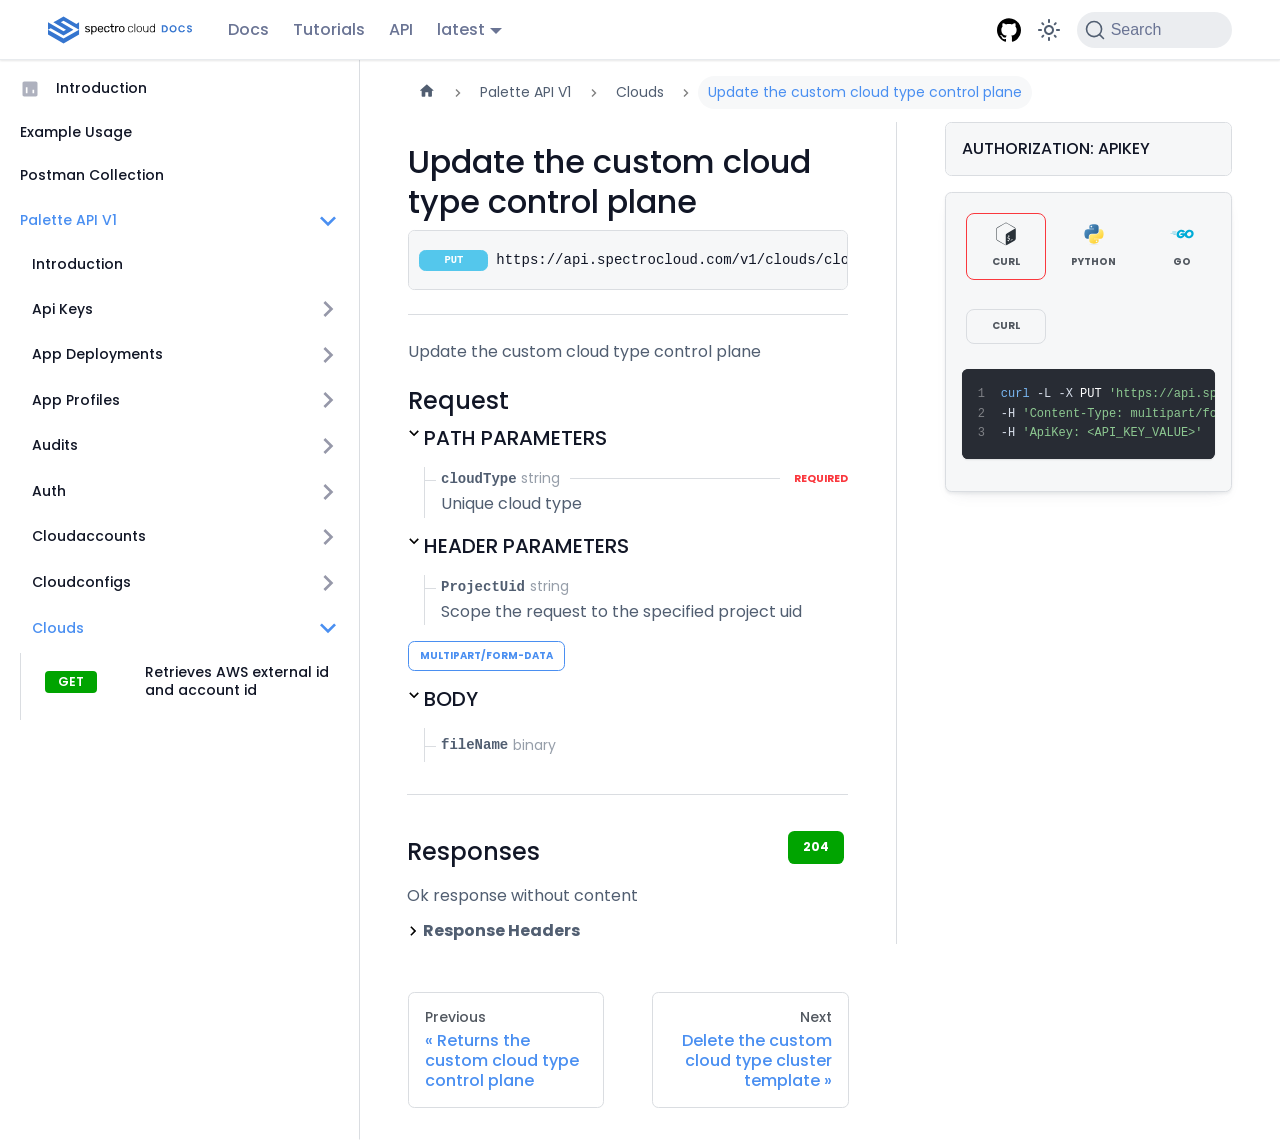 spectro cloud DOCS
Docs
Tutorials
API
latest
Search
Introduction
Example Usage
Postman Collection
Palette API V1
Introduction
Api Keys
App Deployments
App Profiles
Audits
Auth
Cloudaccounts
Cloudconfigs
Clouds
GET
Retrieves AWS external id
and account id
Palette API V1
Clouds
Update the custom cloud type control plane
Update the custom cloud
type control plane
PUT
https://api.spectrocloud.com/v1/clouds/clo
Update the custom cloud type control plane
Request
PATH PARAMETERS
cloudType string REQUIRED
Unique cloud type
HEADER PARAMETERS
ProjectUid string
Scope the request to the specified project uid
MULTIPART/FORM-DATA
BODY
fileName binary
Responses
204
Ok response without content
Response Headers
Previous
« Returns the
custom cloud type
control plane
Next
Delete the custom
cloud type cluster
template »
AUTHORIZATION: APIKEY
CURL
PYTHON
GO
CURL
1 curl -L -X PUT 'https://api.sp
2 -H 'Content-Type: multipart/fo
3 -H 'ApiKey: <API_KEY_VALUE>'